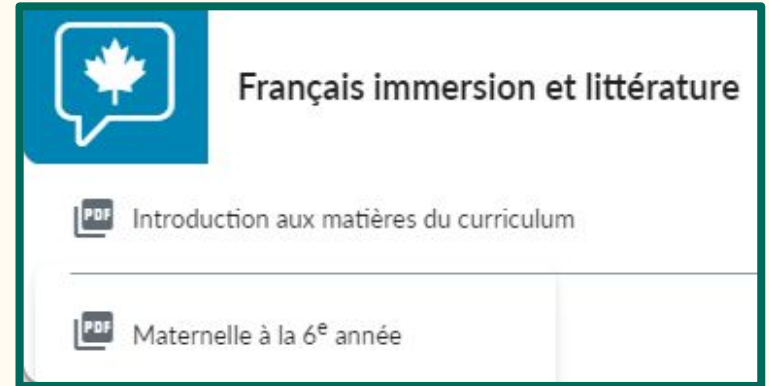 Français immersion et littérature
PDF Introduction aux matières du curriculum
PDF Maternelle à la 6e année